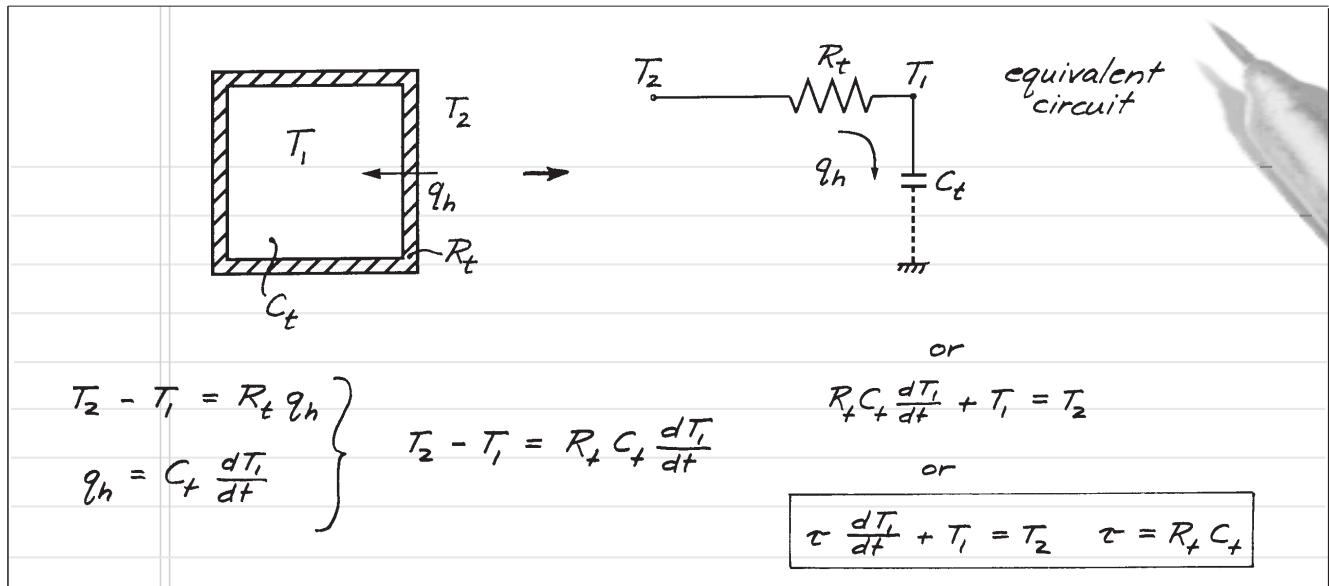 T₁
T₂
qₕ
Rₜ
Cₜ
T₂
Rₜ
T₁
qₕ
Cₜ
equivalent
circuit
T₂ - T₁ = Rₜ qₕ
qₕ = Cₜ dT₁/dt
T₂ - T₁ = Rₜ Cₜ dT₁/dt
or
Rₜ Cₜ dT₁/dt + T₁ = T₂
or
τ dT₁/dt + T₁ = T₂ τ = Rₜ Cₜ